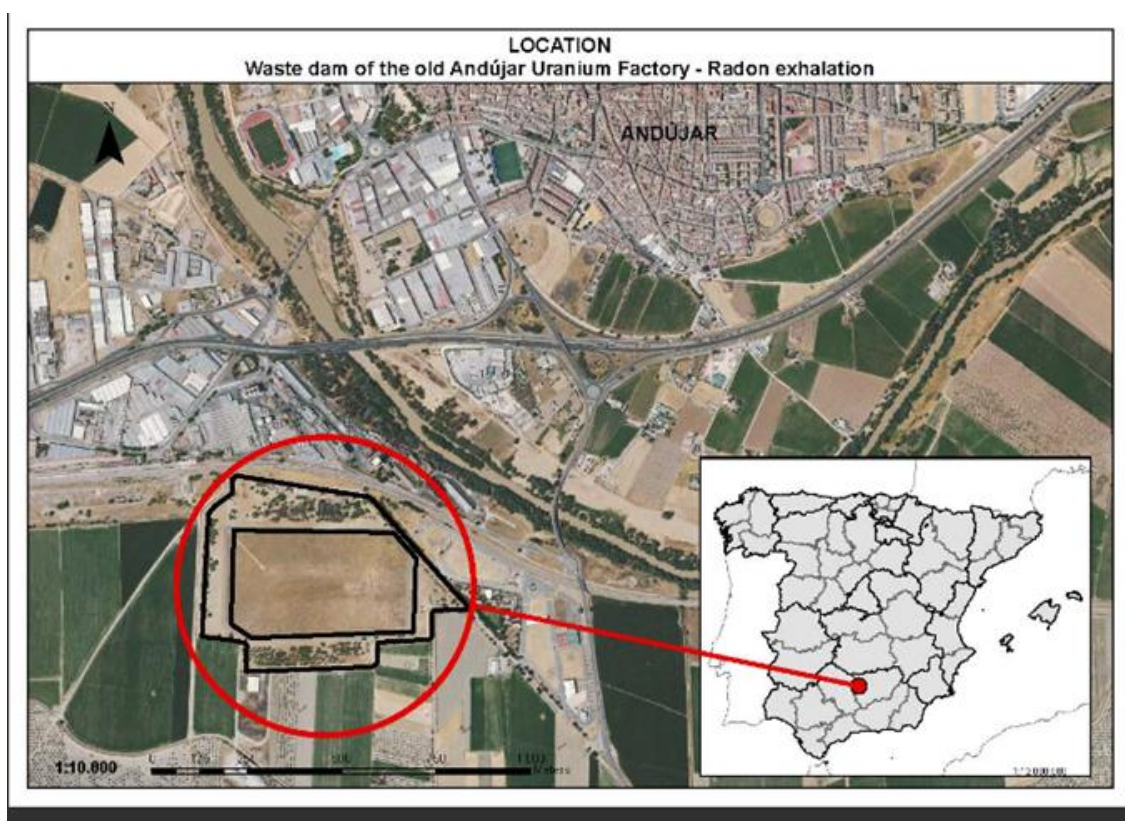 LOCATION
Waste dam of the old Andújar Uranium Factory - Radon exhalation
ANDÚJAR
1:10.000
0 125 250 500 750 1.000
Meters